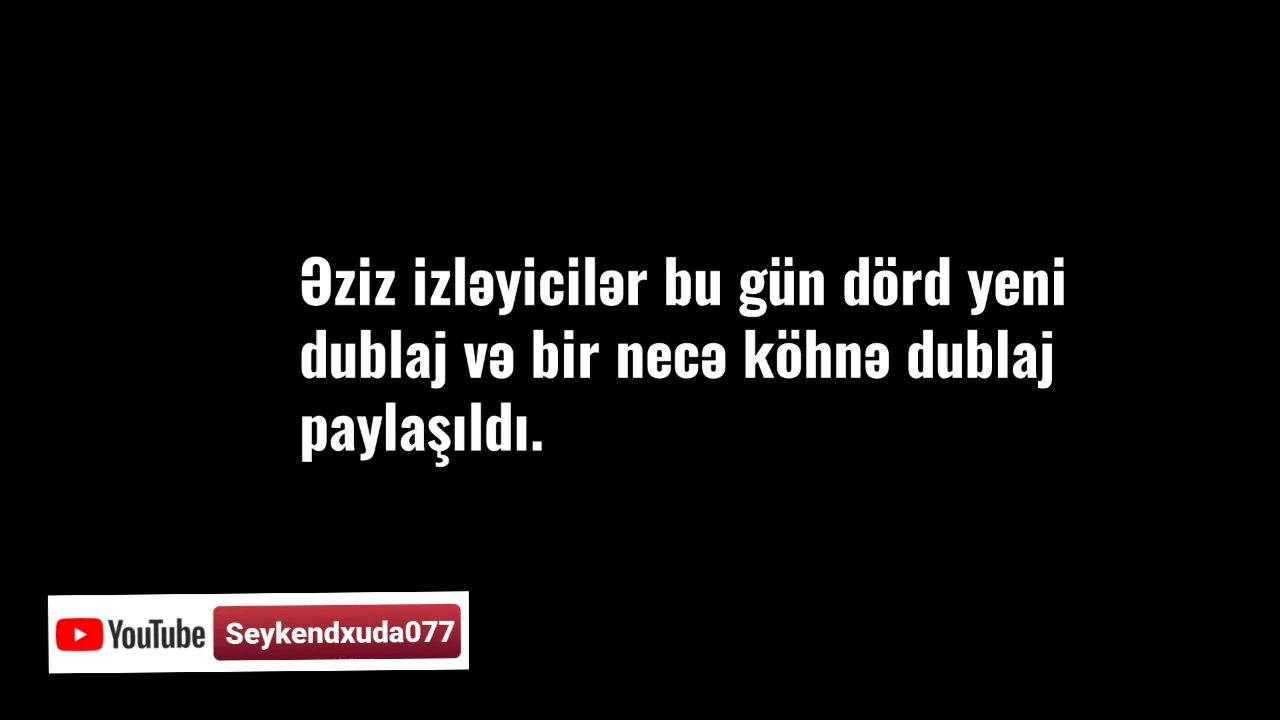 Əziz izləyicilər bu gün dörd yeni
dublaj və bir necə köhnə dublaj
paylaşıldı.
YouTube Seykendxuda077